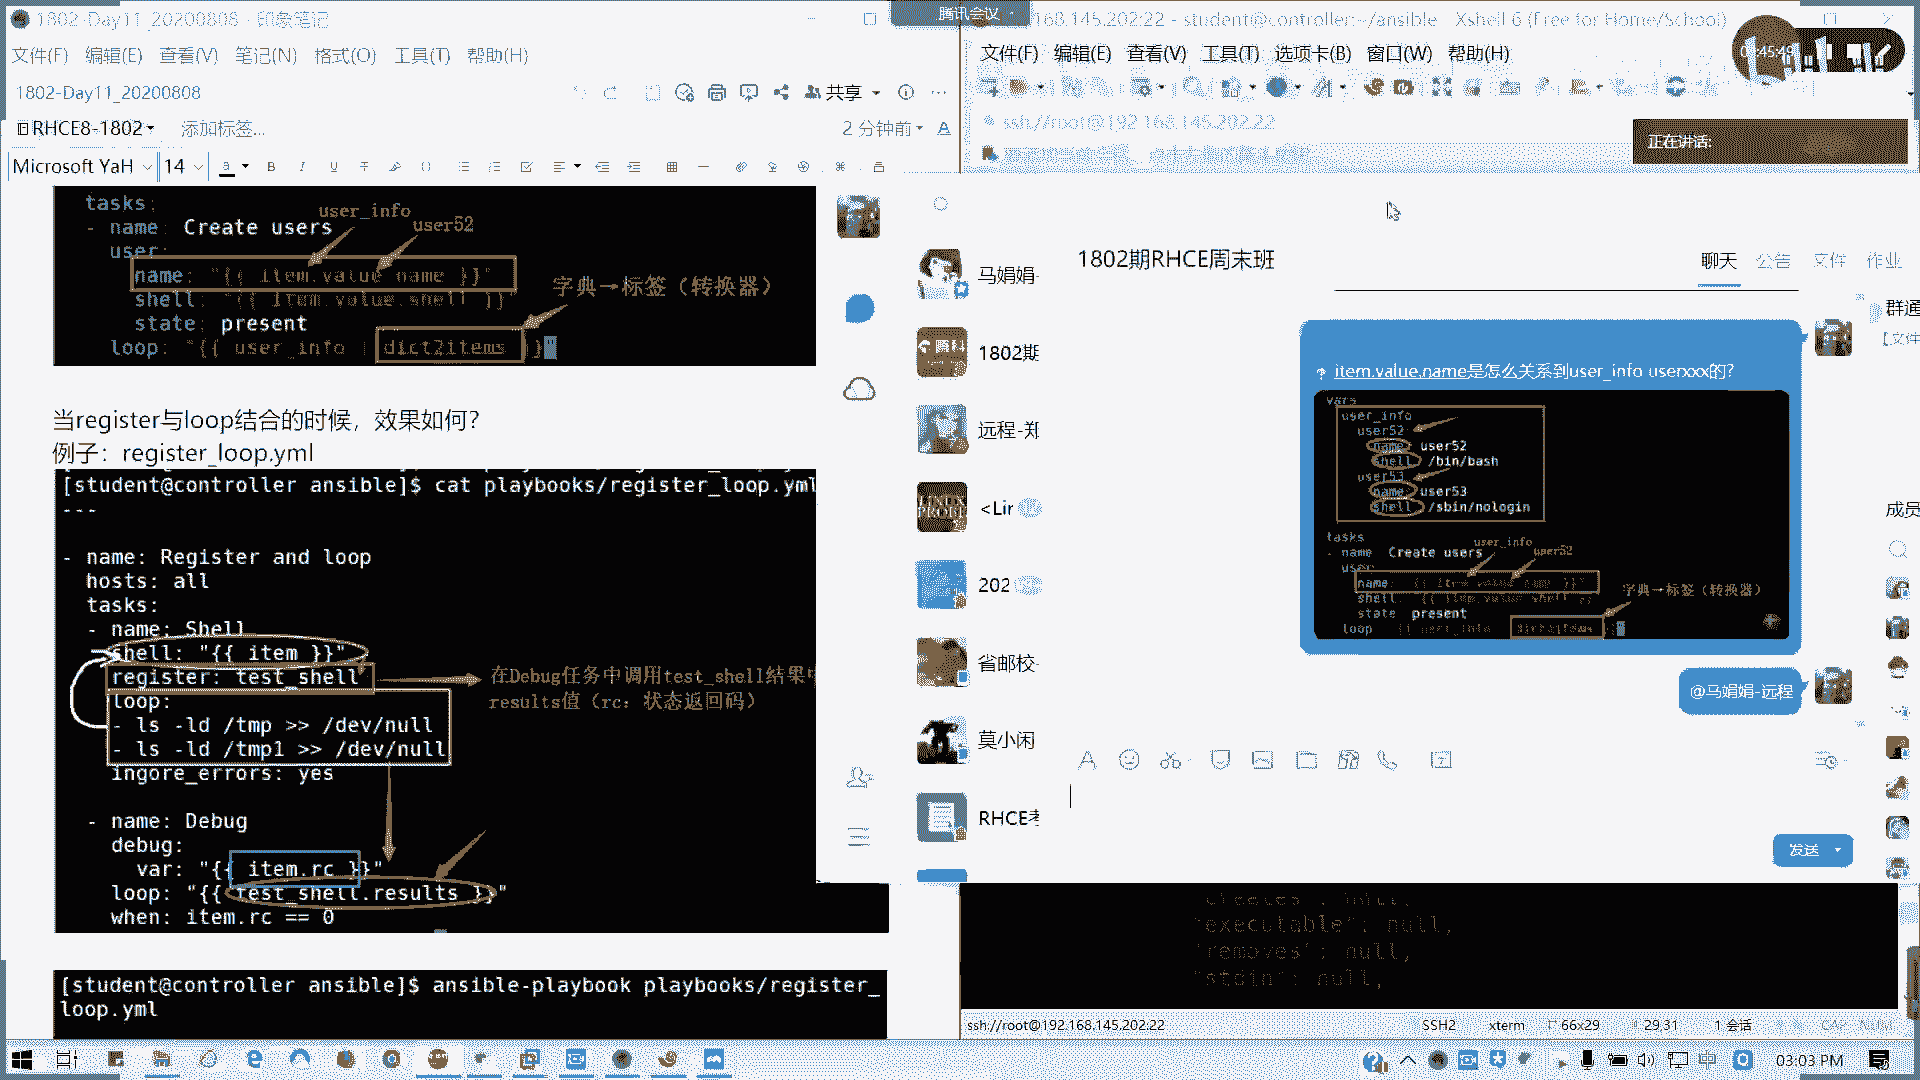 1802-Day11_20200808 - 印象笔记
文件(F) 编辑(E) 查看(V) 笔记(N) 格式(O) 工具(T) 帮助(H)
1802-Day11_20200808
共享
RHCE8-1802
添加标签...
2 分钟前
Microsoft YaH
14
tasks:
- name: Create users
user:
name: "{{ item.value.name }}"
shell: "{{ item.value.shell }}"
state: present
loop: "{{ user_info | dict2items }}"
user_info
user52
字典→标签（转换器）
当register与loop结合的时候，效果如何？
例子：register_loop.yml
[student@controller ansible]$ cat playbooks/register_loop.yml
---
- name: Register and loop
hosts: all
tasks:
- name: Shell
shell: "{{ item }}"
register: test_shell
loop:
- ls -ld /tmp >> /dev/null
- ls -ld /tmp1 >> /dev/null
ingore_errors: yes
在Debug任务中调用test_shell结果中
results值（rc：状态返回码）
- name: Debug
debug:
var: "{{ item.rc }}"
loop: "{{ test_shell.results }}"
when: item.rc == 0
[student@controller ansible]$ ansible-playbook playbooks/register_
loop.yml
腾讯会议
168.145.202:22 - student@controller:~/ansible - Xshell 6 (Free for Home/School)
文件(F) 编辑(E) 查看(V) 工具(T) 选项卡(B) 窗口(W) 帮助(H)
ssh://root@192.168.145.202:22
正在讲话:
马娟娟-
1802期
远程-郑
<Lin
202
省邮校-
莫小闲
RHCE考
1802期RHCE周末班
聊天 公告 文件 作业
群通
【文件
成员
item.value.name是怎么关系到user_info userxxx的？
vars
user_info
user52
name: user52
shell /bin/bash
user53
name: user53
shell /sbin/nologin
tasks
- name Create users
user_info
user52
user
name: "{{ item.value.name }}"
shell: "{{ item.value.shell }}"
state present
loop "{{ user_info | dict2items }}"
字典→标签（转换器）
@马娟娟-远程
发送
"creates": null,
"executable": null,
"removes": null,
"stdin": null,
ssh://root@192.168.145.202:22
SSH2
xterm
66x29
29,31
1 会话
CAP NUM
03:03 PM